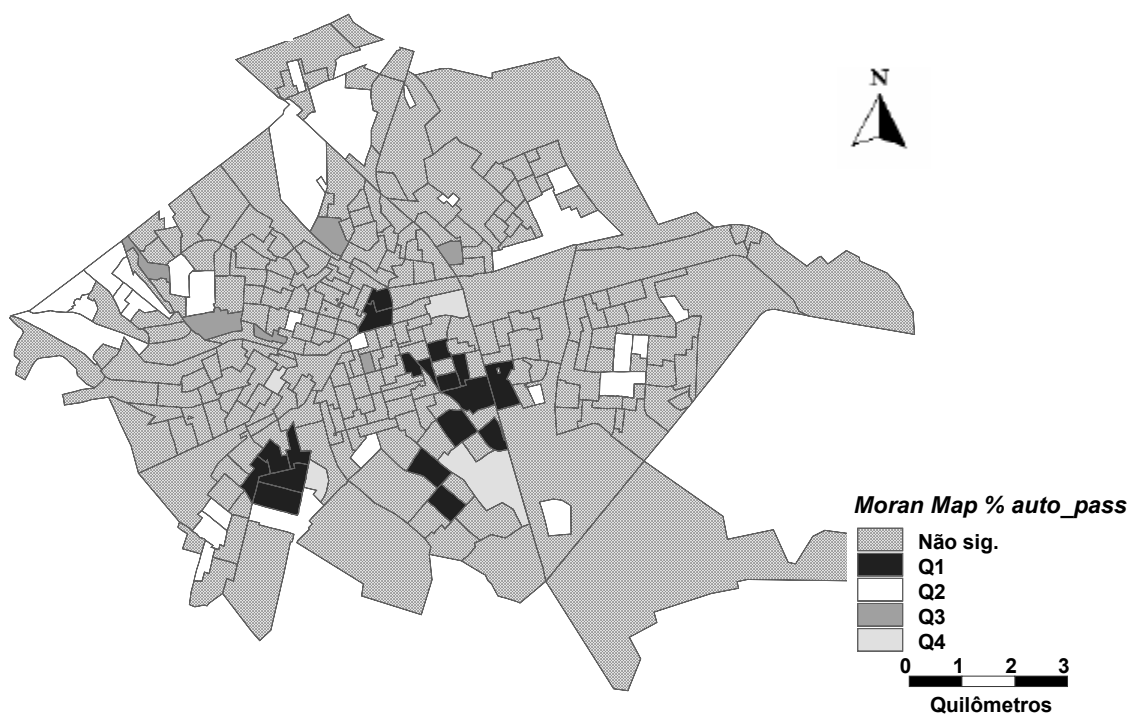 N
Moran Map % auto_pass
Não sig.
Q1
Q2
Q3
Q4
0 1 2 3
Quilômetros